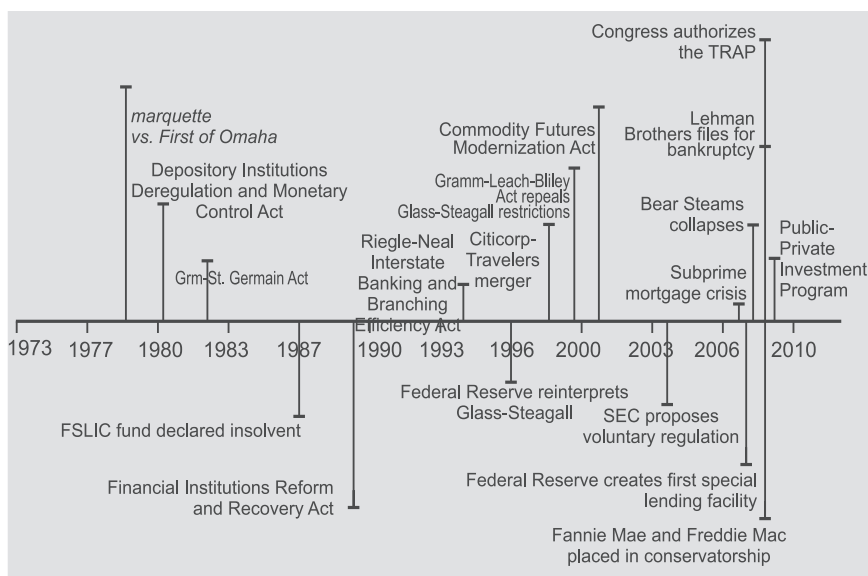 Congress authorizes
the TRAP
marquette
vs. First of Omaha
Lehman
Brothers files for
bankruptcy
Commodity Futures
Modernization Act
Depository Institutions
Deregulation and Monetary
Control Act
Gramm-Leach-Bliley
Act repeals
Glass-Steagall restrictions
Bear Steams
collapses
Public-
Private
Investment
Program
Riegle-Neal
Interstate
Banking and
Branching
Efficiency Act
Citicorp-
Travelers
merger
Grm-St. Germain Act
Subprime
mortgage crisis
1973 1977 1980 1983 1987 1990 1993 1996 2000 2003 2006 2010
Federal Reserve reinterprets
Glass-Steagall
SEC proposes
voluntary regulation
FSLIC fund declared insolvent
Financial Institutions Reform
and Recovery Act
Federal Reserve creates first special
lending facility
Fannie Mae and Freddie Mac
placed in conservatorship